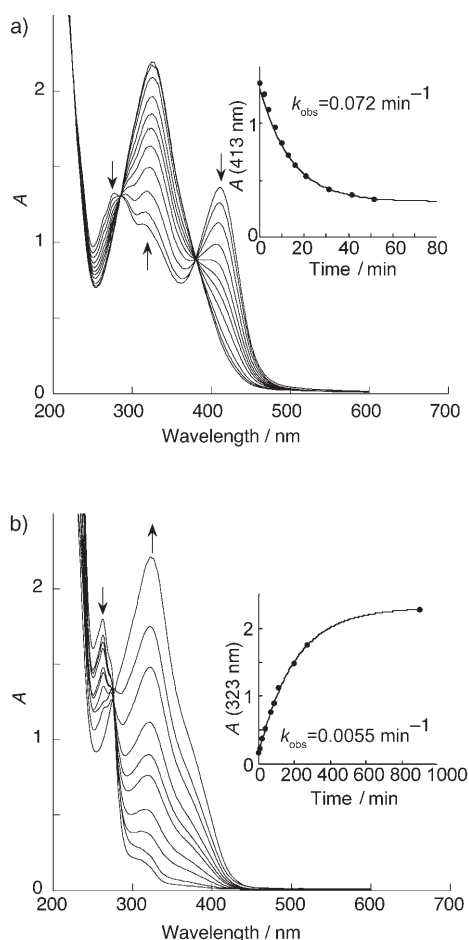 a)
2
1
0
A
200 300 400 500 600 700
Wavelength / nm
A (413 nm)
1
0
k obs =0.072 min −1
0 20 40 60 80
Time / min
b)
2
1
0
A
200 300 400 500 600 700
Wavelength / nm
A (323 nm)
2
1
0
k obs =0.0055 min −1
0 200 400 600 800 1000
Time / min